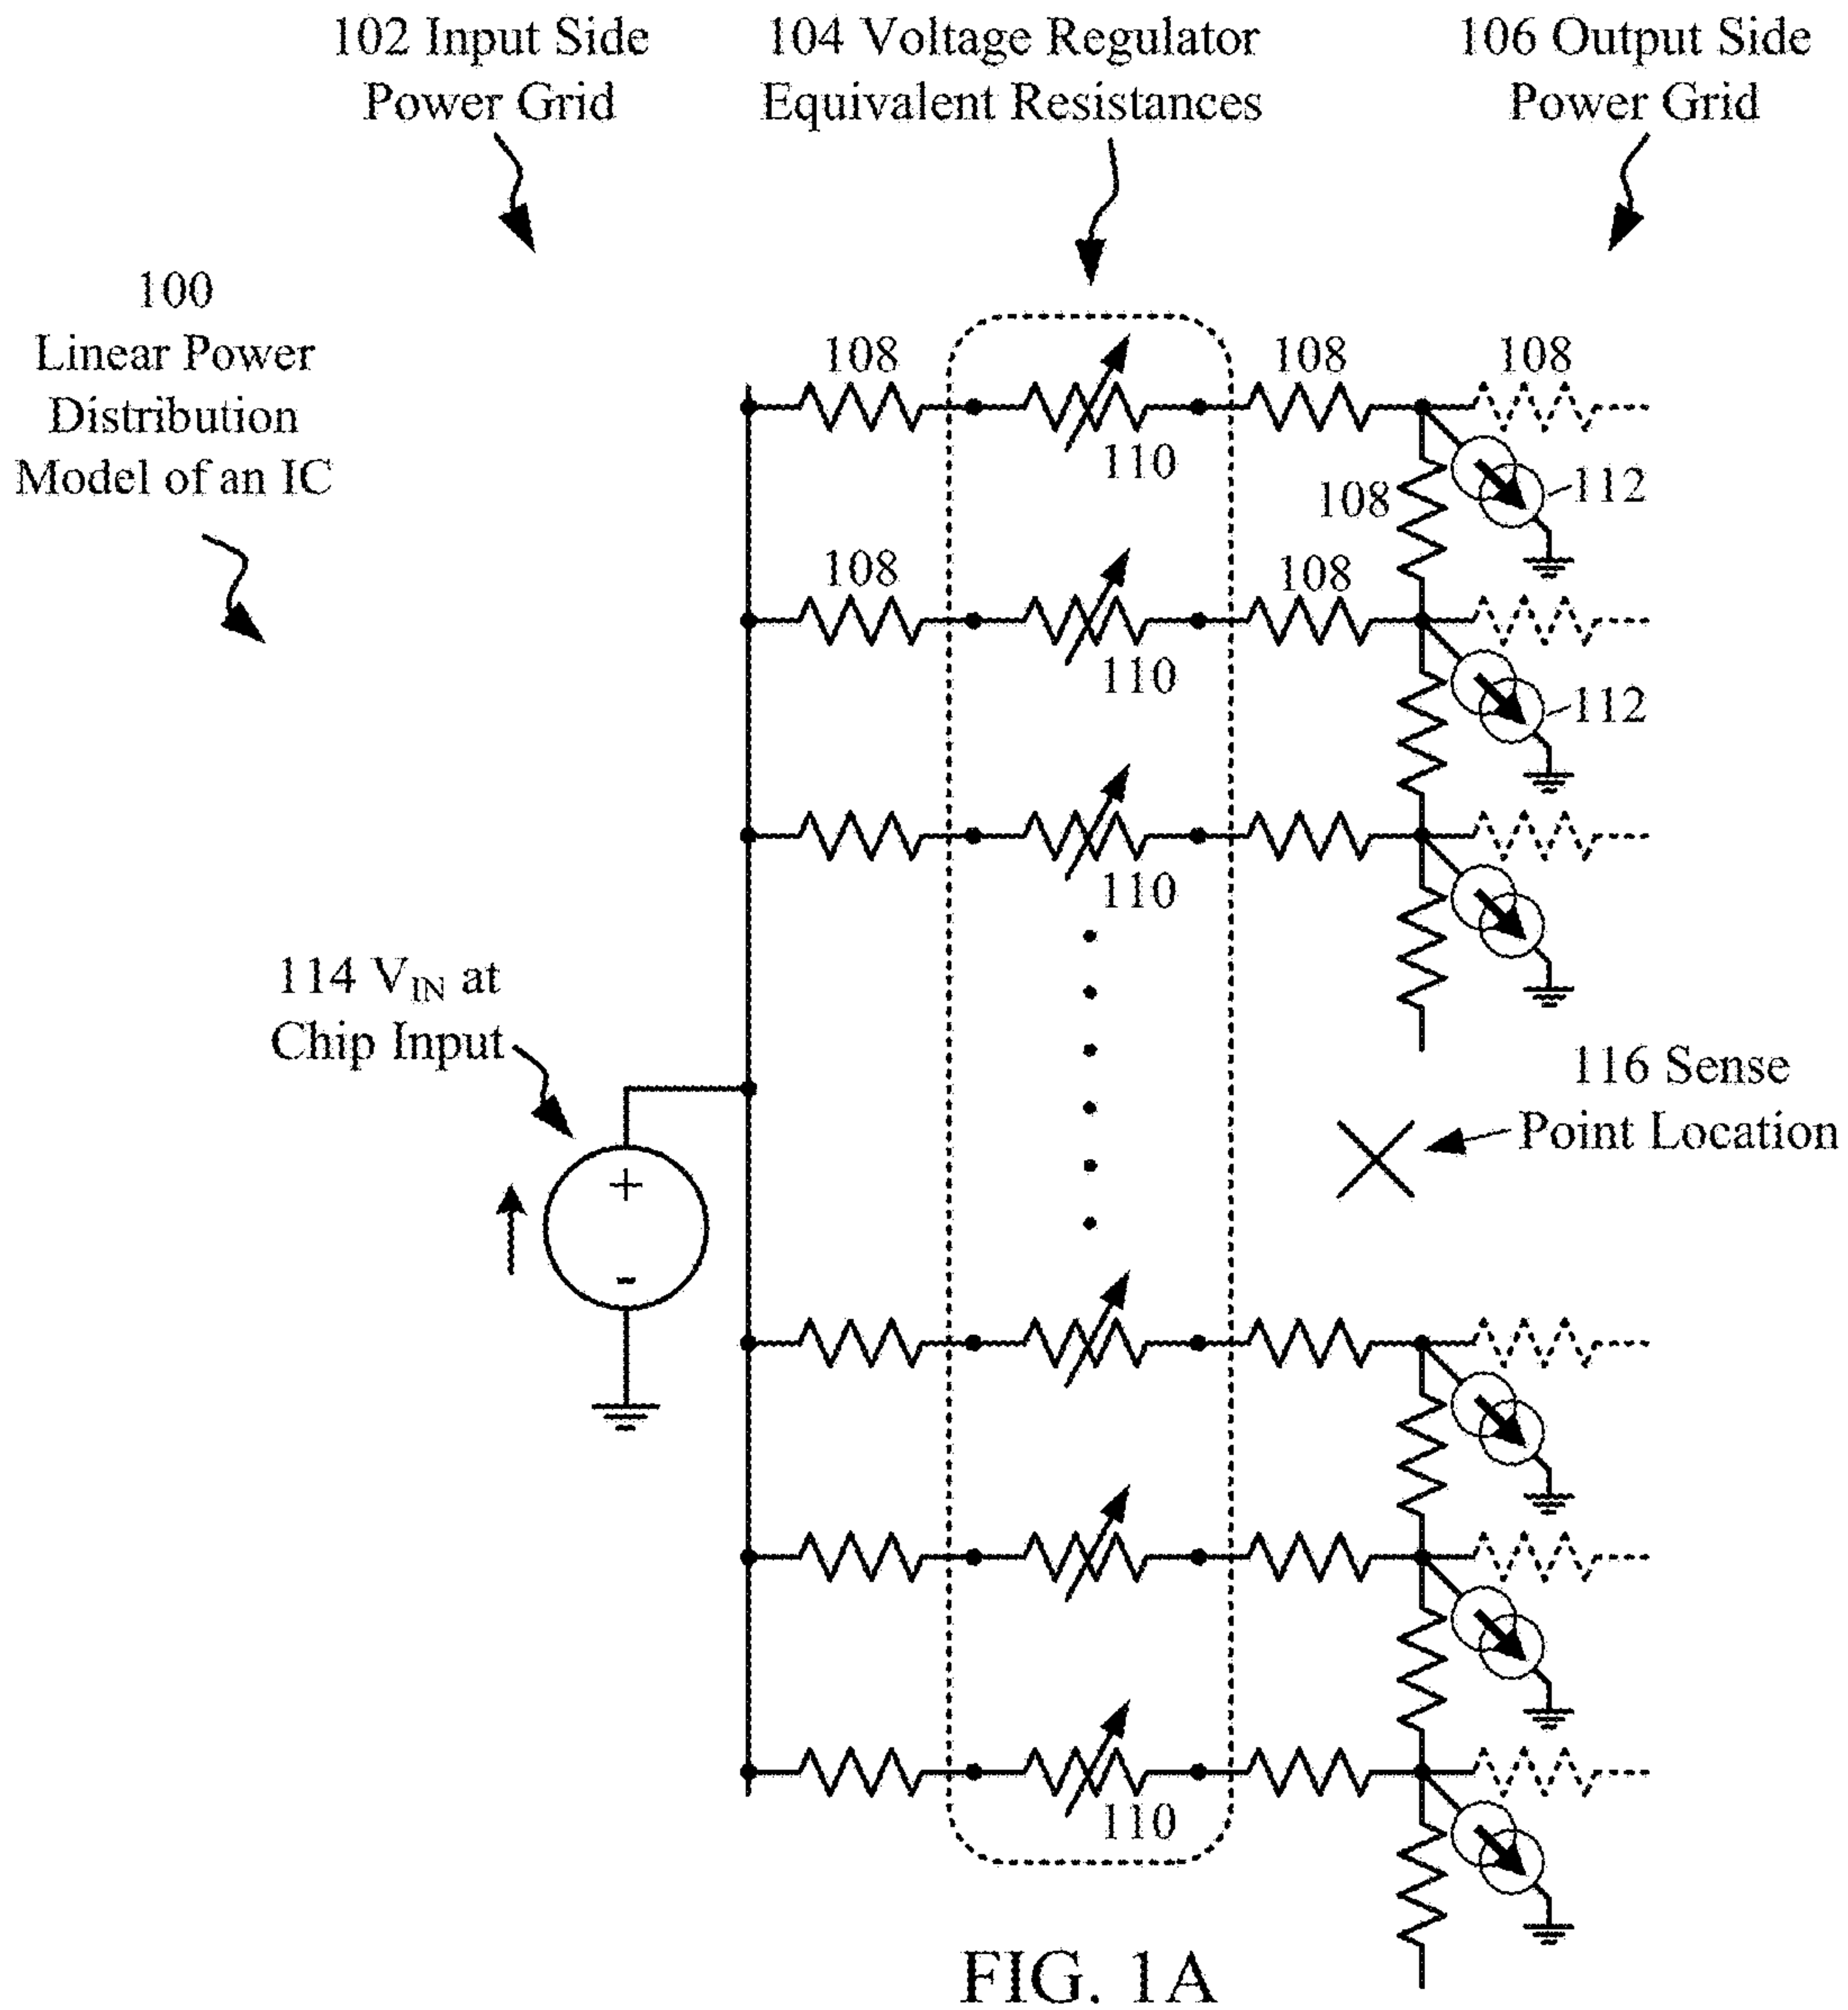 102 Input Side
Power Grid
104 Voltage Regulator
Equivalent Resistances
106 Output Side
Power Grid
100
Linear Power
Distribution
Model of an IC
108
108
108
110
108
112
108
108
110
112
110
114 VIN at
Chip Input
+
-
116 Sense
Point Location
110
FIG. 1A